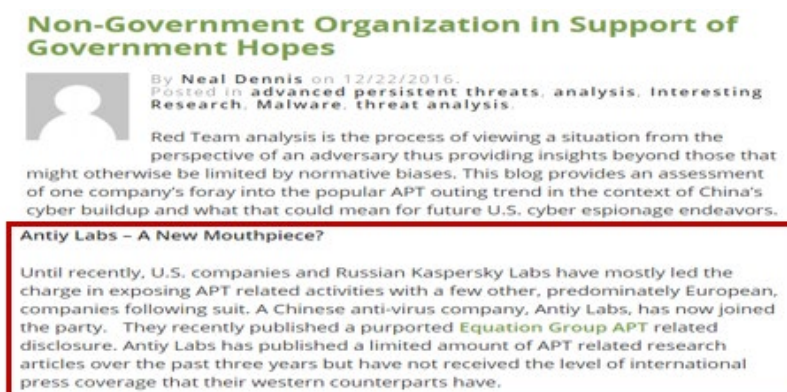 Non-Government Organization in Support of
Government Hopes
By Neal Dennis on 12/22/2016.
Posted in advanced persistent threats, analysis, Interesting
Research, Malware, threat analysis.
Red Team analysis is the process of viewing a situation from the
perspective of an adversary thus providing insights beyond those that
might otherwise be limited by normative biases. This blog provides an assessment
of one company's foray into the popular APT outing trend in the context of China's
cyber buildup and what that could mean for future U.S. cyber espionage endeavors.
Antiy Labs – A New Mouthpiece?
Until recently, U.S. companies and Russian Kaspersky Labs have mostly led the
charge in exposing APT related activities with a few other, predominately European,
companies following suit. A Chinese anti-virus company, Antiy Labs, has now joined
the party. They recently published a purported Equation Group APT related
disclosure. Antiy Labs has published a limited amount of APT related research
articles over the past three years but have not received the level of international
press coverage that their western counterparts have.